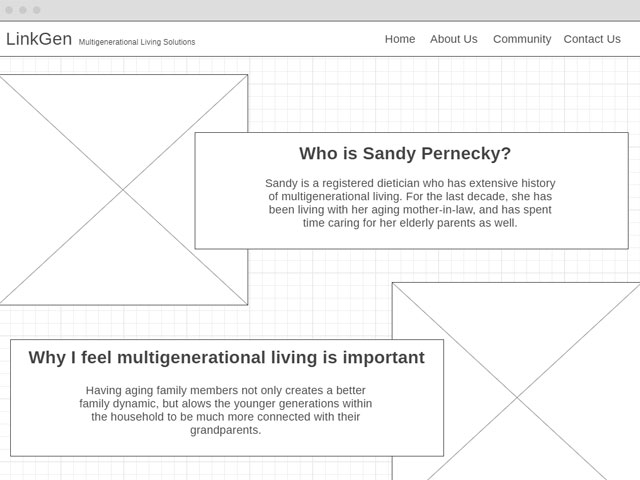 LinkGen Multigenerational Living Solutions Home About Us Community Contact Us
Who is Sandy Pernecky?
Sandy is a registered dietician who has extensive history
of multigenerational living. For the last decade, she has
been living with her aging mother-in-law, and has spent
time caring for her elderly parents as well.
Why I feel multigenerational living is important
Having aging family members not only creates a better
family dynamic, but alows the younger generations within
the household to be much more connected with their
grandparents.